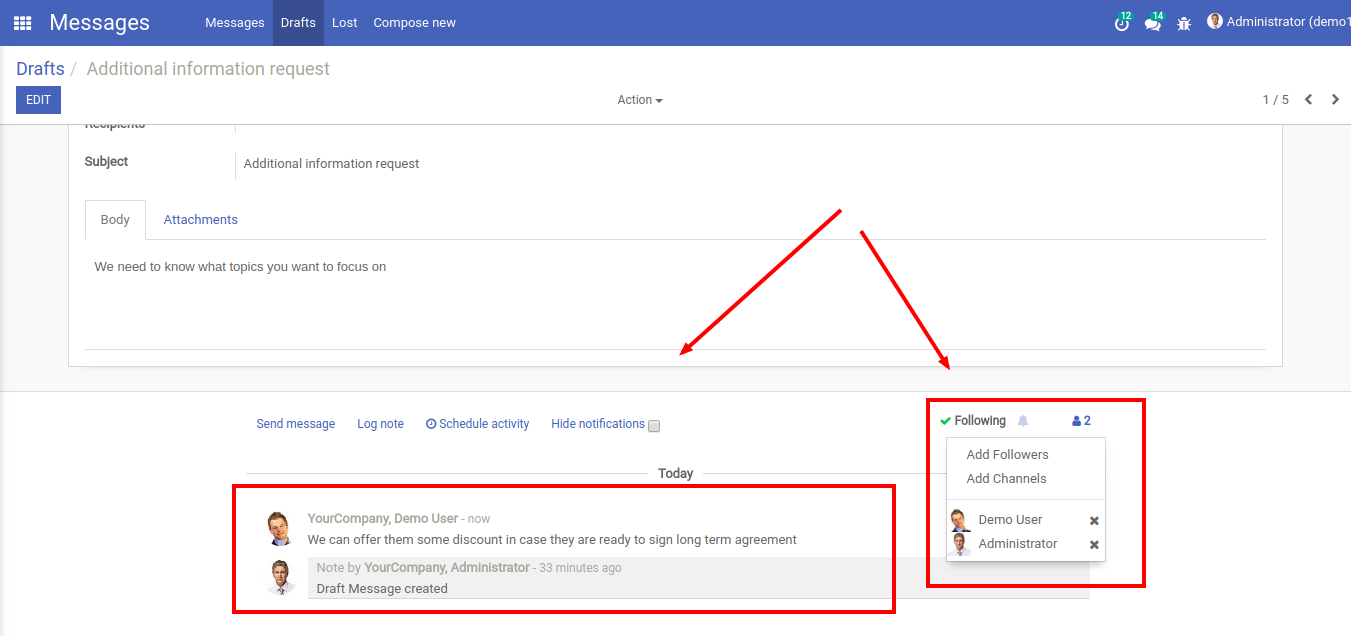 Messages Messages Drafts Lost Compose new 12 14 Administrator (demo1
Drafts / Additional information request
EDIT Action 1 / 5
Recipients
Subject Additional information request
Body Attachments
We need to know what topics you want to focus on
Send message Log note Schedule activity Hide notifications Following 2
Add Followers
Add Channels
Today
YourCompany, Demo User - now
We can offer them some discount in case they are ready to sign long term agreement
Note by YourCompany, Administrator - 33 minutes ago
Draft Message created
Demo User
Administrator